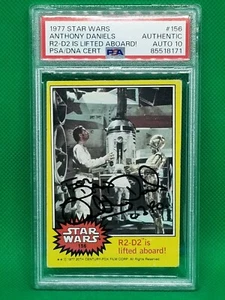 1977 STAR WARS #156
ANTHONY DANIELS AUTHENTIC
R2-D2 IS LIFTED ABOARD! AUTO 10
PSA/DNA CERT 85518171
STAR
WARS
156
R2-D2 is
lifted aboard!